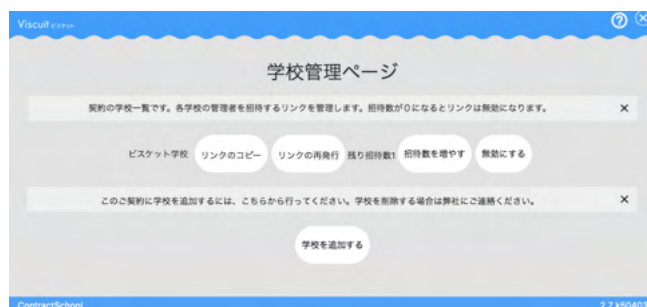 Viscuit ビスケット
?
×
学校管理ページ
契約の学校一覧です。各学校の管理者を招待するリンクを管理します。招待数が0になるとリンクは無効になります。 ×
ビスケット学校 リンクのコピー リンクの再発行 残り招待数1 招待数を増やす 無効にする
このご契約に学校を追加するには、こちらから行ってください。学校を削除する場合は弊社にご連絡ください。 ×
学校を追加する
ContractSchool 2.7 k50403